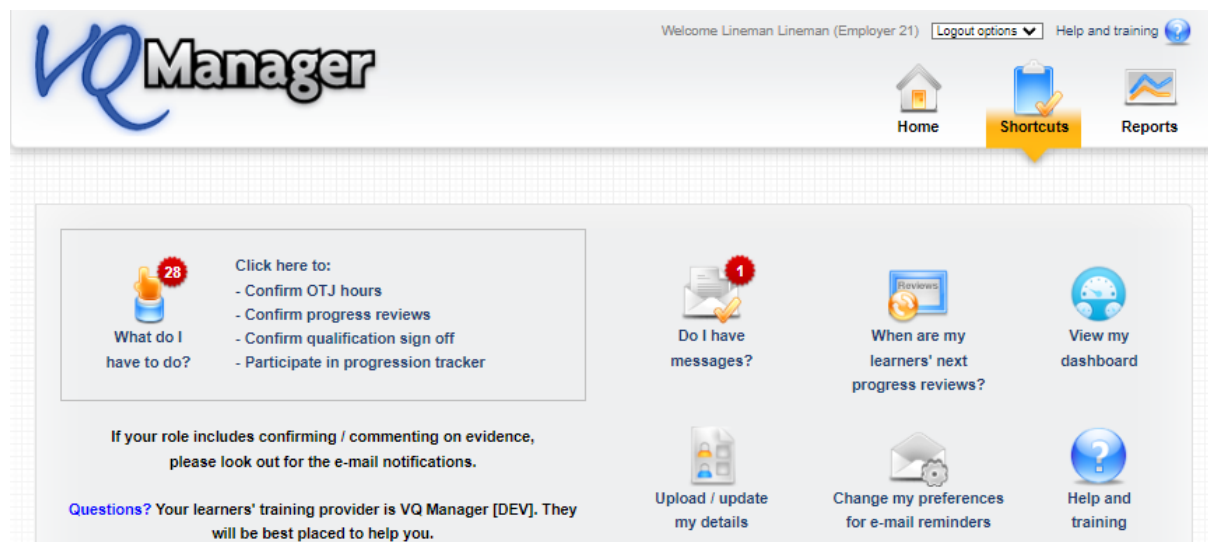 Welcome Lineman Lineman (Employer 21) Logout options Help and training ?
VQManager
Home Shortcuts Reports
28
What do I
have to do?
Click here to:
- Confirm OTJ hours
- Confirm progress reviews
- Confirm qualification sign off
- Participate in progression tracker
1
Do I have
messages?
Reviews
When are my
learners' next
progress reviews?
View my
dashboard
If your role includes confirming / commenting on evidence,
please look out for the e-mail notifications.
Questions? Your learners' training provider is VQ Manager [DEV]. They
will be best placed to help you.
Upload / update
my details
Change my preferences
for e-mail reminders
?
Help and
training